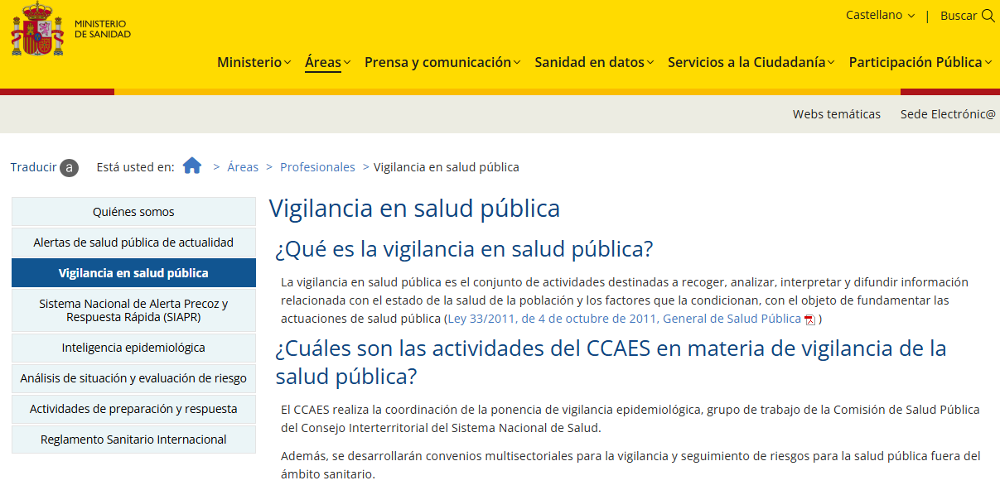 MINISTERIO
DE SANIDAD
Castellano | Buscar
Ministerio Áreas Prensa y comunicación Sanidad en datos Servicios a la Ciudadanía Participación Pública
Webs temáticas Sede Electrónic@
Traducir a Está usted en: > Áreas > Profesionales > Vigilancia en salud pública
Quiénes somos
Alertas de salud pública de actualidad
Vigilancia en salud pública
Sistema Nacional de Alerta Precoz y
Respuesta Rápida (SIAPR)
Inteligencia epidemiológica
Análisis de situación y evaluación de riesgo
Actividades de preparación y respuesta
Reglamento Sanitario Internacional
Vigilancia en salud pública
¿Qué es la vigilancia en salud pública?
La vigilancia en salud pública es el conjunto de actividades destinadas a recoger, analizar, interpretar y difundir información
relacionada con el estado de la salud de la población y los factores que la condicionan, con el objeto de fundamentar las
actuaciones de salud pública (Ley 33/2011, de 4 de octubre de 2011, General de Salud Pública )
¿Cuáles son las actividades del CCAES en materia de vigilancia de la
salud pública?
El CCAES realiza la coordinación de la ponencia de vigilancia epidemiológica, grupo de trabajo de la Comisión de Salud Pública
del Consejo Interterritorial del Sistema Nacional de Salud.
Además, se desarrollarán convenios multisectoriales para la vigilancia y seguimiento de riesgos para la salud pública fuera del
ámbito sanitario.